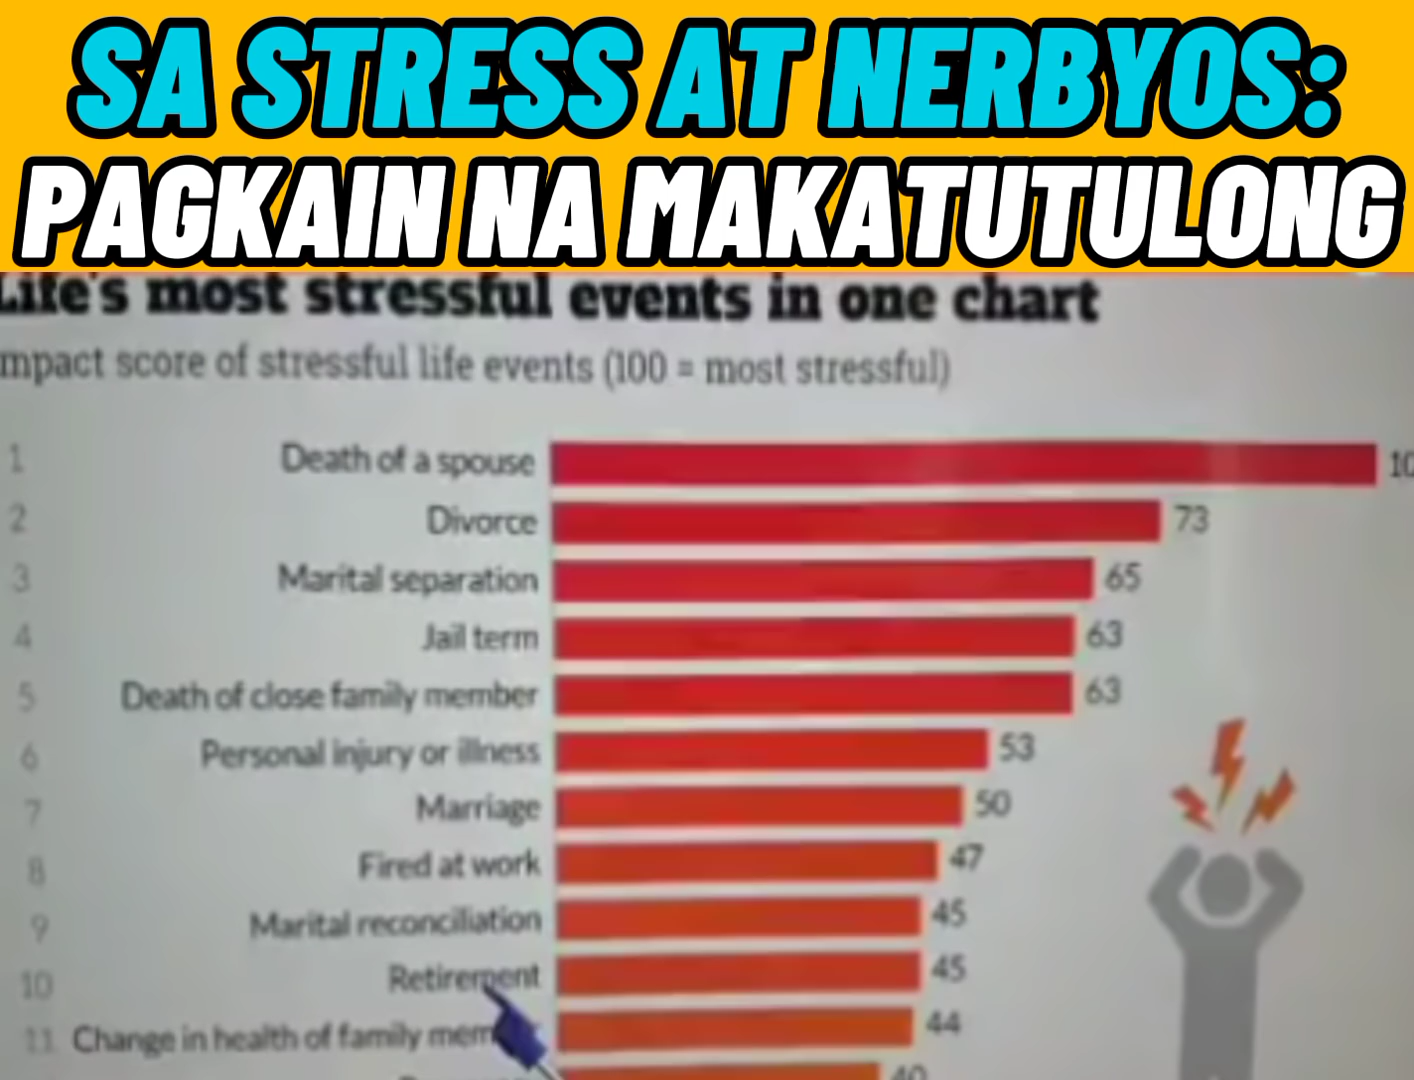 SA STRESS AT NERBYOS:
PAGKAIN NA MAKATUTULONG
Life's most stressful events in one chart
mpact score of stressful life events (100 = most stressful)
1 Death of a spouse 10
2 Divorce 73
3 Marital separation 65
4 Jail term 63
5 Death of close family member 63
6 Personal injury or illness 53
7 Marriage 50
8 Fired at work 47
9 Marital reconciliation 45
10 Retirement 45
11 Change in health of family mem 44
40